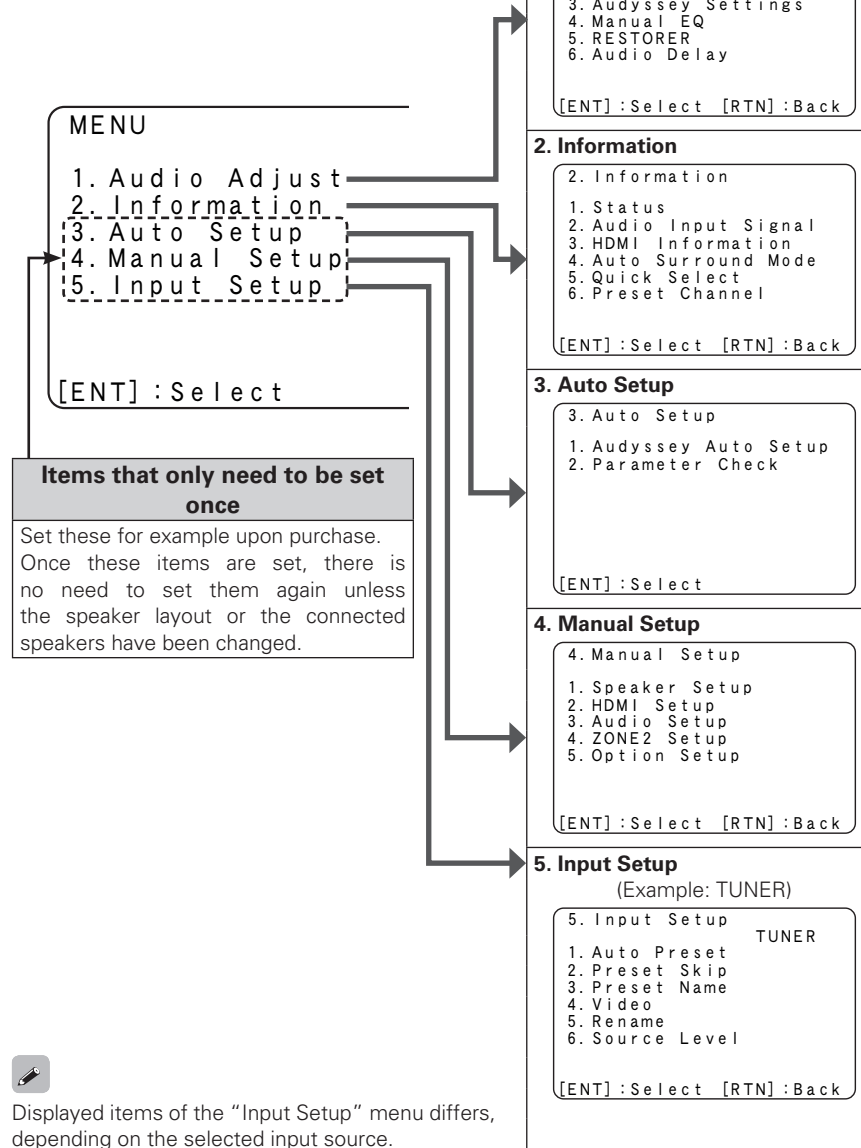 MENU
1. Audio Adjust
2. Information
3. Auto Setup
4. Manual Setup
5. Input Setup
[ENT]:Select
Items that only need to be set
once
Set these for example upon purchase.
Once these items are set, there is
no need to set them again unless
the speaker layout or the connected
speakers have been changed.
Displayed items of the “Input Setup” menu differs,
depending on the selected input source.
3. Audyssey Settings
4. Manual EQ
5. RESTORER
6. Audio Delay
[ENT]:Select [RTN]:Back
2. Information
2. Information
1. Status
2. Audio Input Signal
3. HDMI Information
4. Auto Surround Mode
5. Quick Select
6. Preset Channel
[ENT]:Select [RTN]:Back
3. Auto Setup
3. Auto Setup
1. Audyssey Auto Setup
2. Parameter Check
[ENT]:Select
4. Manual Setup
4. Manual Setup
1. Speaker Setup
2. HDMI Setup
3. Audio Setup
4. ZONE2 Setup
5. Option Setup
[ENT]:Select [RTN]:Back
5. Input Setup
(Example: TUNER)
5. Input Setup
TUNER
1. Auto Preset
2. Preset Skip
3. Preset Name
4. Video
5. Rename
6. Source Level
[ENT]:Select [RTN]:Back